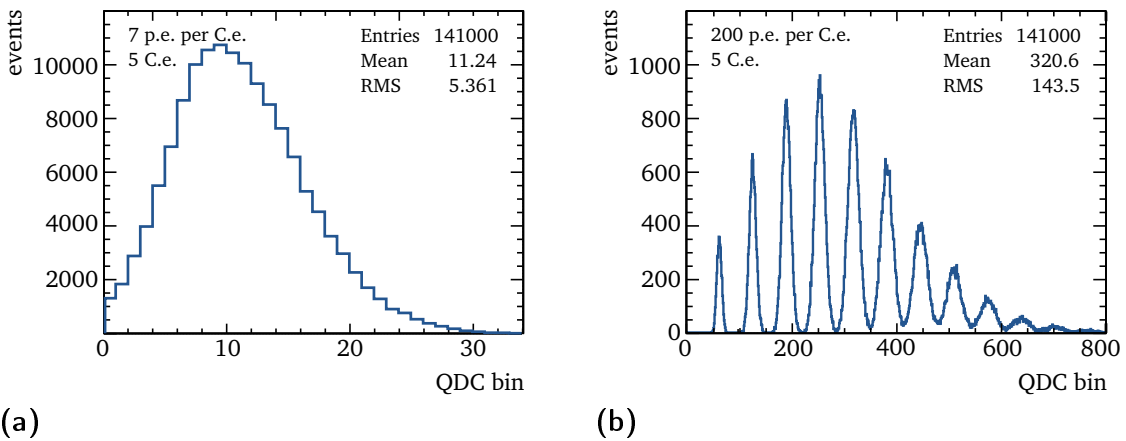 events
7 p.e. per C.e.
5 C.e.
Entries 141000
Mean 11.24
RMS 5.361
10000
8000
6000
4000
2000
0 10 20 30
QDC bin
(a)
events
200 p.e. per C.e.
5 C.e.
Entries 141000
Mean 320.6
RMS 143.5
1000
800
600
400
200
0
0 200 400 600 800
QDC bin
(b)